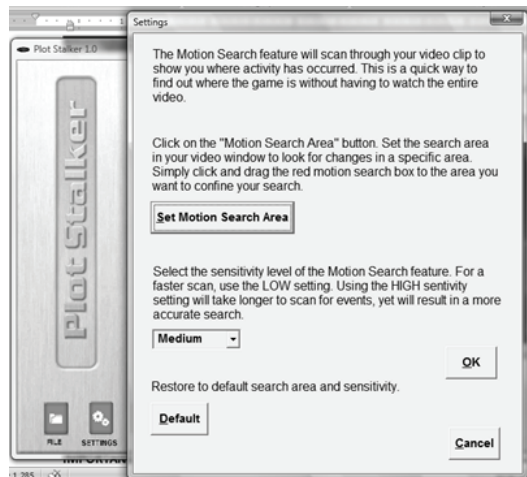 Settings
Plot Stalker 1.0
The Motion Search feature will scan through your video clip to
show you where activity has occurred. This is a quick way to
find out where the game is without having to watch the entire
video.
Click on the "Motion Search Area" button. Set the search area
in your video window to look for changes in a specific area.
Simply click and drag the red motion search box to the area you
want to confine your search.
Set Motion Search Area
Select the sensitivity level of the Motion Search feature. For a
faster scan, use the LOW setting. Using the HIGH sentivity
setting will take longer to scan for events, yet will result in a more
accurate search.
Medium
OK
Restore to default search area and sensitivity.
Default
Cancel
Plot Stalker
FILE SETTINGS
1,285